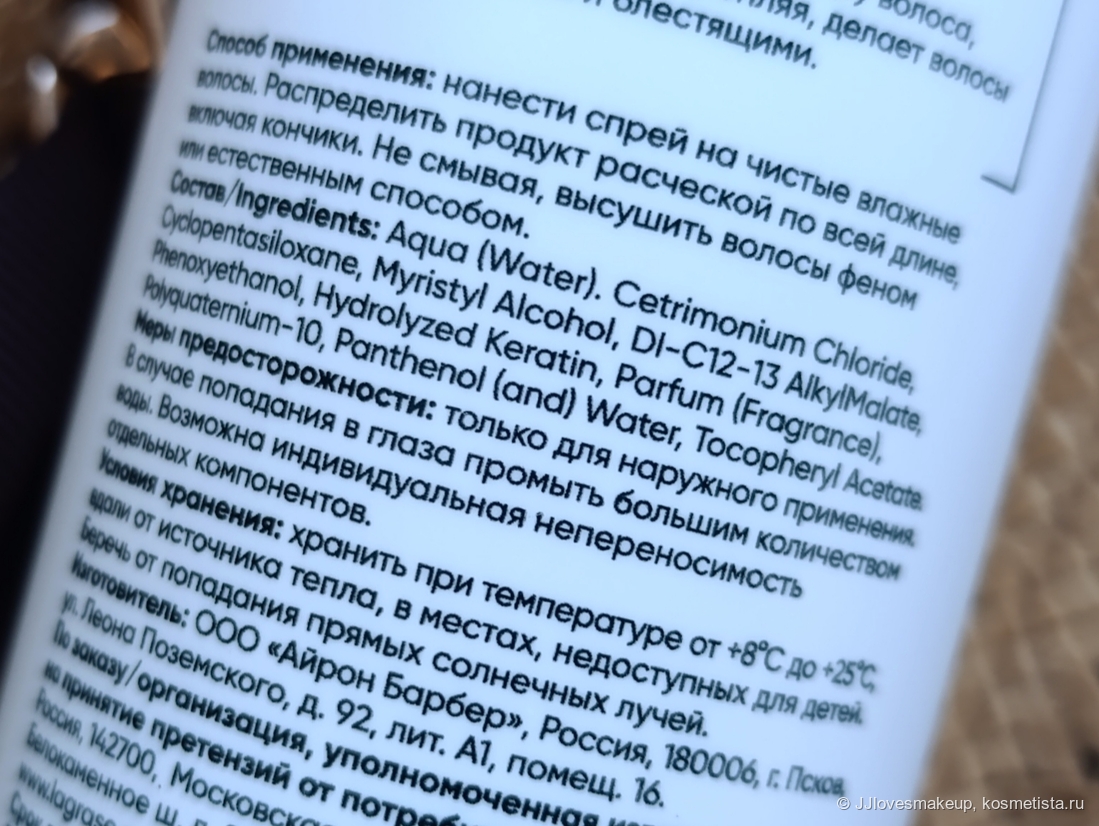 волоса,
делает волосы
блестящими.
Способ применения: нанести спрей на чистые влажные
волосы. Распределить продукт расческой по всей длине,
включая кончики. Не смывая, высушить волосы феном
или естественным способом.
Состав/Ingredients: Aqua (Water). Cetrimonium Chloride,
Cyclopentasiloxane, Myristyl Alcohol, DI-C12-13 AlkylMalate,
Phenoxyethanol, Hydrolyzed Keratin, Parfum (Fragrance),
Polyquaternium-10, Panthenol (and) Water, Tocopheryl Acetate.
Меры предосторожности: только для наружного применения.
В случае попадания в глаза промыть большим количеством
воды. Возможна индивидуальная непереносимость
отдельных компонентов.
Условия хранения: хранить при температуре от +8°C до +25°C,
вдали от источника тепла, в местах, недоступных для детей.
Беречь от попадания прямых солнечных лучей.
Изготовитель: ООО «Айрон Барбер», Россия, 180006, г. Псков,
ул. Леона Поземского, д. 92, лит. А1, помещ. 16.
По заказу/организация, уполномоченная
на принятие претензий от потреб
Россия, 142700, Московска
Белокаменное ш.
© JJlovesmakeup, kosmetista.ru